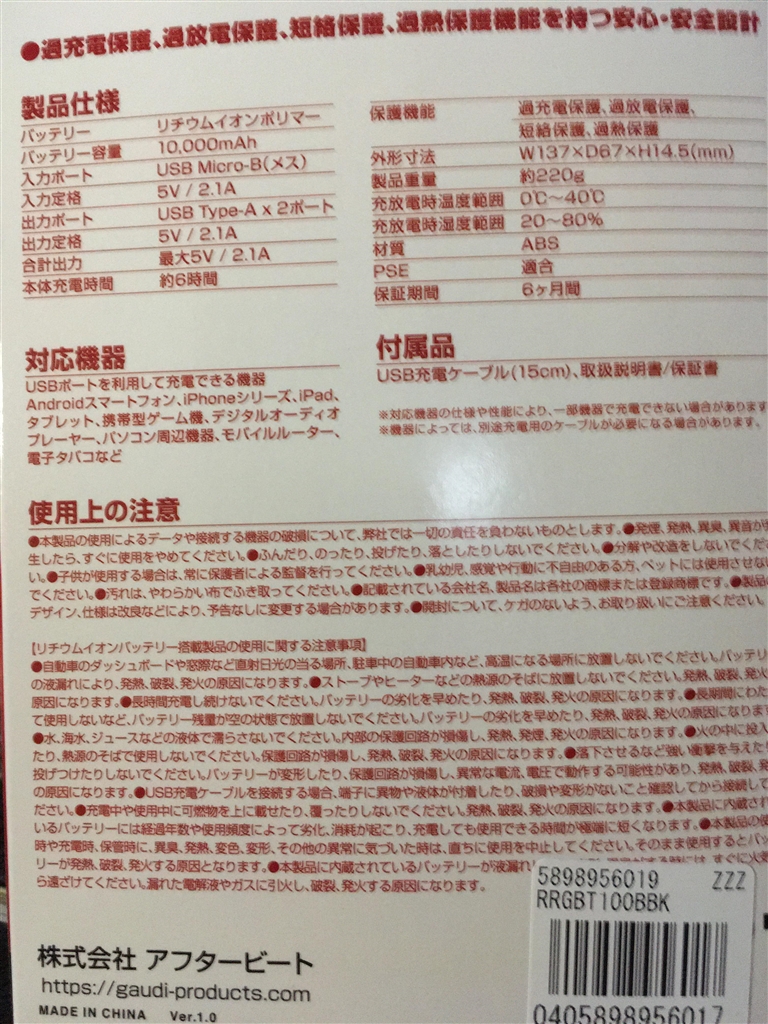 ●過充電保護、過放電保護、短絡保護、過熱保護機能を持つ安心・安全設計
製品仕様
バッテリー リチウムイオンポリマー
バッテリー容量 10,000mAh
入力ポート USB Micro-B(メス)
入力定格 5V / 2.1A
出力ポート USB Type-A x 2ポート
出力定格 5V / 2.1A
合計出力 最大5V / 2.1A
本体充電時間 約6時間
保護機能 過充電保護、過放電保護、
短絡保護、過熱保護
外形寸法 W137×D67×H14.5(mm)
製品重量 約220g
充放電時温度範囲 0℃～40℃
充放電時湿度範囲 20～80%
材質 ABS
PSE 適合
保証期間 6ヶ月間
対応機器
USBポートを利用して充電できる機器
Androidスマートフォン、iPhoneシリーズ、iPad、
タブレット、携帯型ゲーム機、デジタルオーディオ
プレーヤー、パソコン周辺機器、モバイルルーター、
電子タバコなど
付属品
USB充電ケーブル(15cm)、取扱説明書/保証書
※対応機器の仕様や性能により、一部機器で充電できない場合があります
※機器によっては、別途充電用のケーブルが必要になる場合があります。
使用上の注意
●本製品の使用によるデータや接続する機器の破損について、弊社では一切の責任を負わないものとします。●発煙、発熱、異臭、異音が
生したら、すぐに使用をやめてください。●ふんだり、のったり、投げたり、落としたりしないでください。●分解や改造をしないでくだ
い。●子供が使用する場合は、常に保護者による監督を行ってください。●乳幼児、感覚や行動に不自由のある方、ペットには使用させな
でください。●汚れは、やわらかい布でふき取ってください。●記載されている会社名、製品名は各社の商標または登録商標です。●製品の
デザイン、仕様は改良などにより、予告なしに変更する場合があります。●開封について、ケガのないよう、お取り扱いにご注意ください。
【リチウムイオンバッテリー搭載製品の使用に関する注意事項】
●自動車のダッシュボードや窓際など直射日光の当る場所、駐車中の自動車内など、高温になる場所に放置しないでください。バッテリ
の液漏れにより、発熱、破裂、発火の原因になります。●ストーブやヒーターなどの熱源のそばに放置しないでください。発熱、破裂、発火
原因になります。●長時間充電し続けないでください。バッテリーの劣化を早めたり、発熱、破裂、発火の原因になります。●長期間にわた
て使用しないなど、バッテリー残量が空の状態で放置しないでください。バッテリーの劣化を早めたり、発熱、破裂、発火の原因になります
●水、海水、ジュースなどの液体で濡らさないでください。内部の保護回路が損傷し、発熱、発煙、発火の原因になります。●火の中に投入
たり、熱源のそばで使用しないでください。保護回路が損傷し、発熱、破裂、発火の原因になります。●落下させるなど強い衝撃を与えた
投げつけたりしないでください。バッテリーが変形したり、保護回路が損傷し、異常な電流、電圧で動作する可能性があり、発熱、破裂、発
の原因になります。●USB充電ケーブルを接続する場合、端子に異物や液体が付着したり、破損や変形がないこと確認してから接続して
ださい。●充電中や使用中に可燃物を上に載せたり、覆ったりしないでください。発熱、破裂、発火の原因になります。●本製品に内蔵され
いるバッテリーには経過年数や使用頻度によって劣化、消耗が起こり、充電しても使用できる時間が極端に短くなります。●本製品の使
時や充電時、保管時に、異臭、発熱、変色、変形、その他の異常に気づいた時は、直ちに使用を中止してください。そのまま使用するとバッ
リーが発熱、破裂、発火する原因となります。●本製品に内蔵されているバッテリーが液漏れ
ら遠ざけてください。漏れた電解液やガスに引火し、破裂、発火する原因になります。
5898956019 ZZZ
RRGBT100BBK
0405898956017
株式会社 アフタービート
https://gaudi-products.com
MADE IN CHINA Ver.1.0